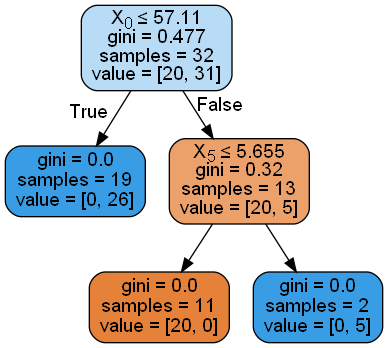 X₀ ≤ 57.11
gini = 0.477
samples = 32
value = [20, 31]
True
False
gini = 0.0
samples = 19
value = [0, 26]
X₅ ≤ 5.655
gini = 0.32
samples = 13
value = [20, 5]
gini = 0.0
samples = 11
value = [20, 0]
gini = 0.0
samples = 2
value = [0, 5]